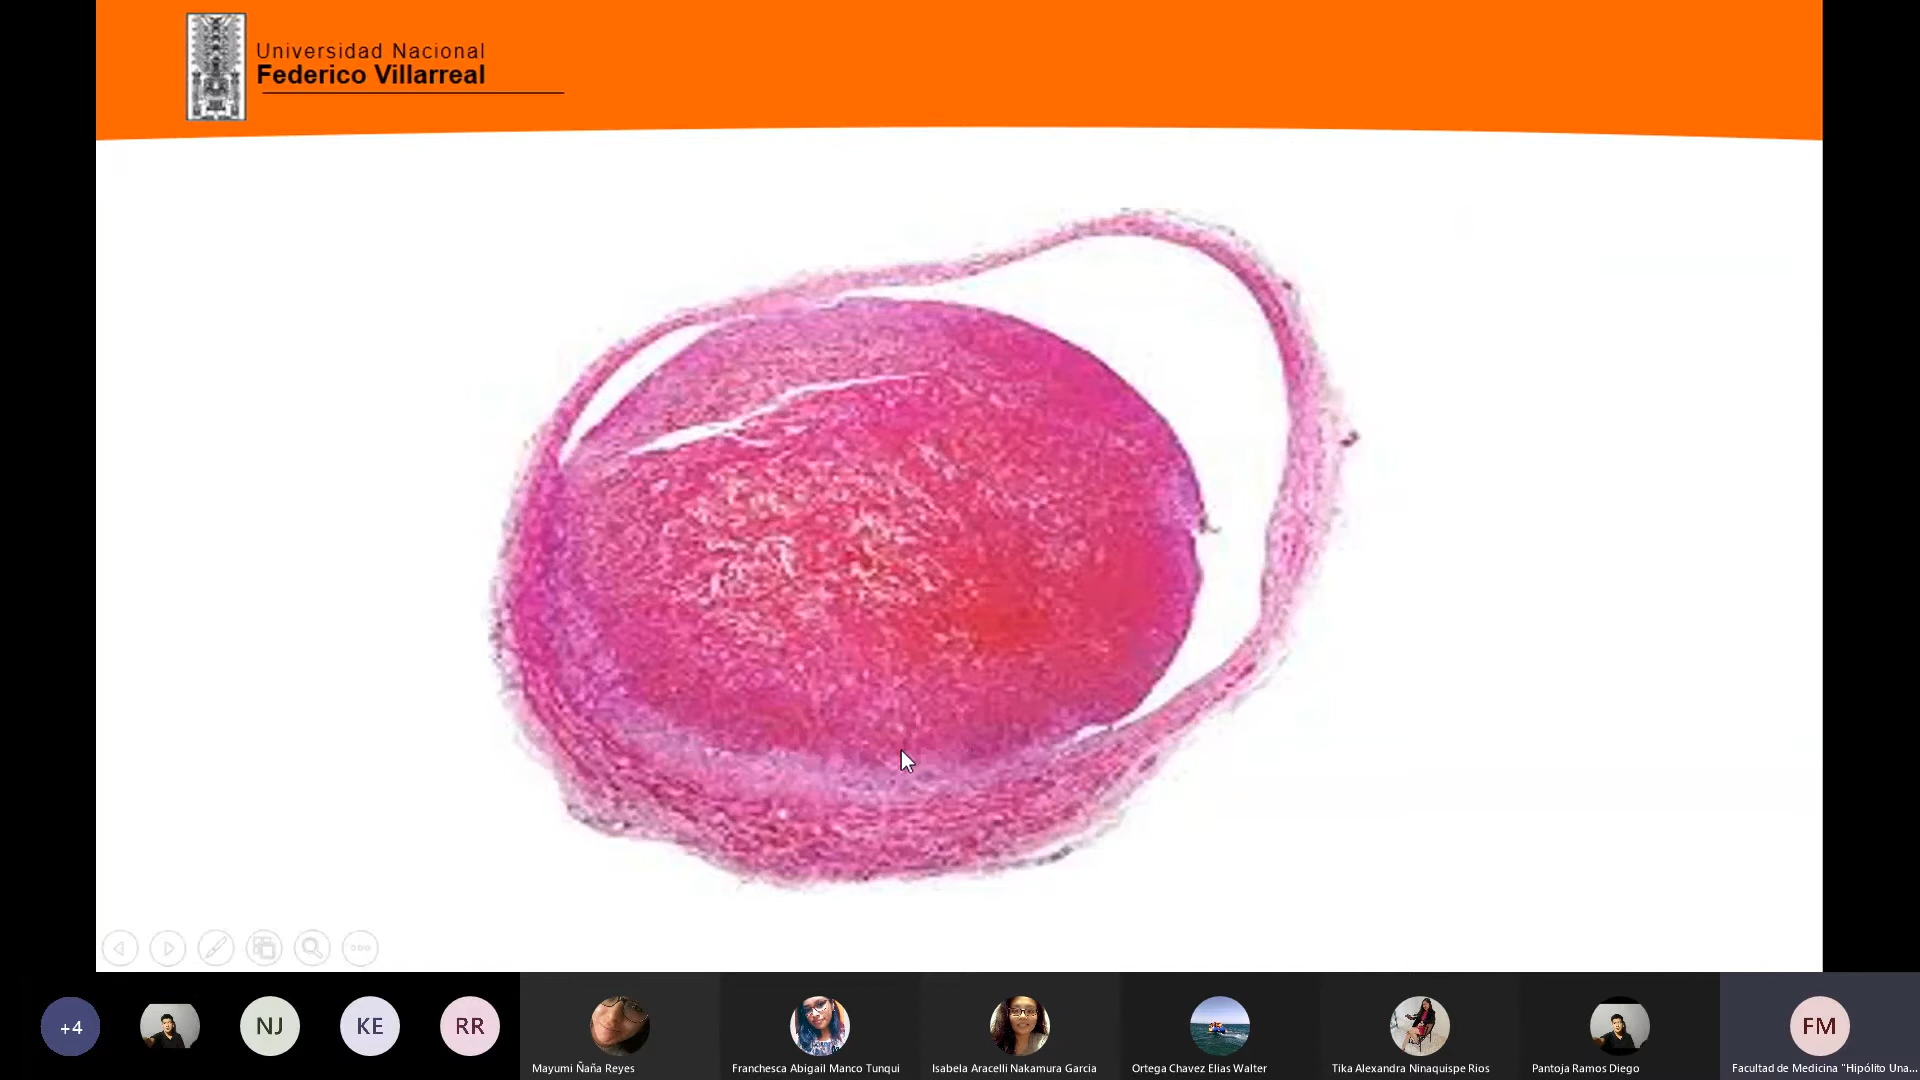 Universidad Nacional
Federico Villarreal
+4
NJ
KE
RR
FM
Mayumi Ñaña Reyes
Franchesca Abigail Manco Tunqui
Isabela Aracelli Nakamura Garcia
Ortega Chavez Elias Walter
Tika Alexandra Ninaquispe Rios
Pantoja Ramos Diego
Facultad de Medicina "Hipólito Una...